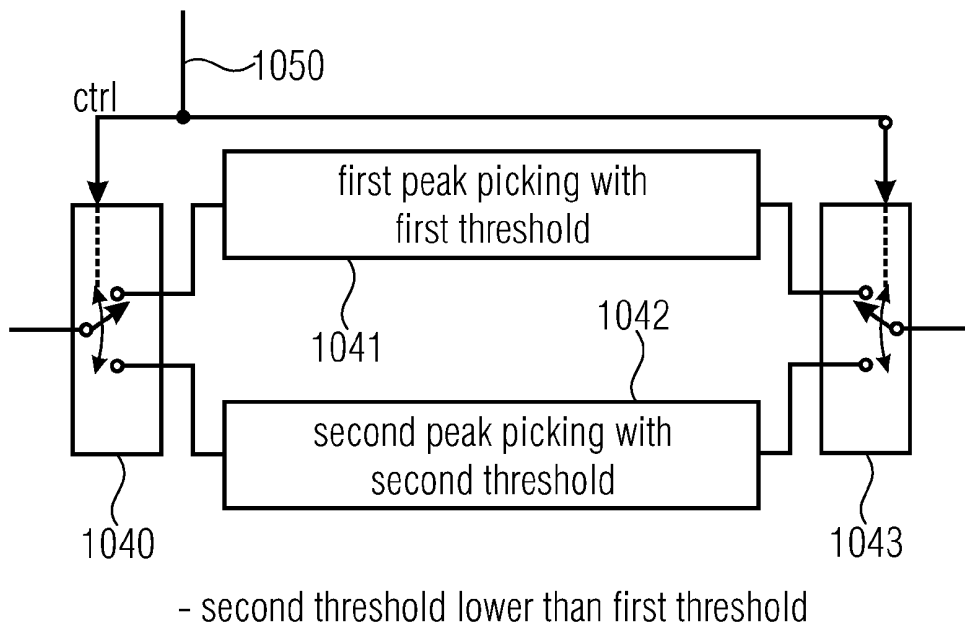 1050
ctrl
first peak picking with
first threshold
1041
1042
second peak picking with
second threshold
1040
1043
- second threshold lower than first threshold